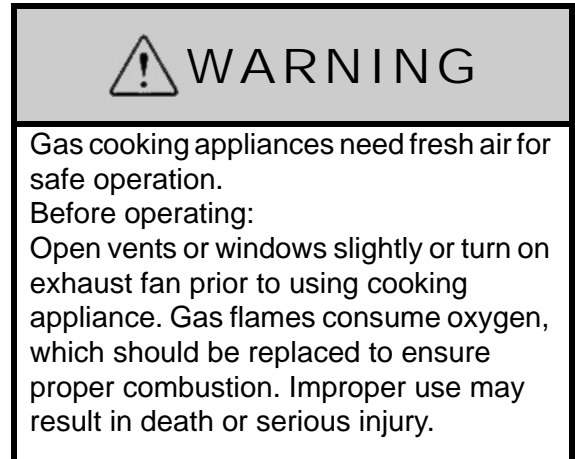 WARNING
Gas cooking appliances need fresh air for
safe operation.
Before operating:
Open vents or windows slightly or turn on
exhaust fan prior to using cooking
appliance. Gas flames consume oxygen,
which should be replaced to ensure
proper combustion. Improper use may
result in death or serious injury.